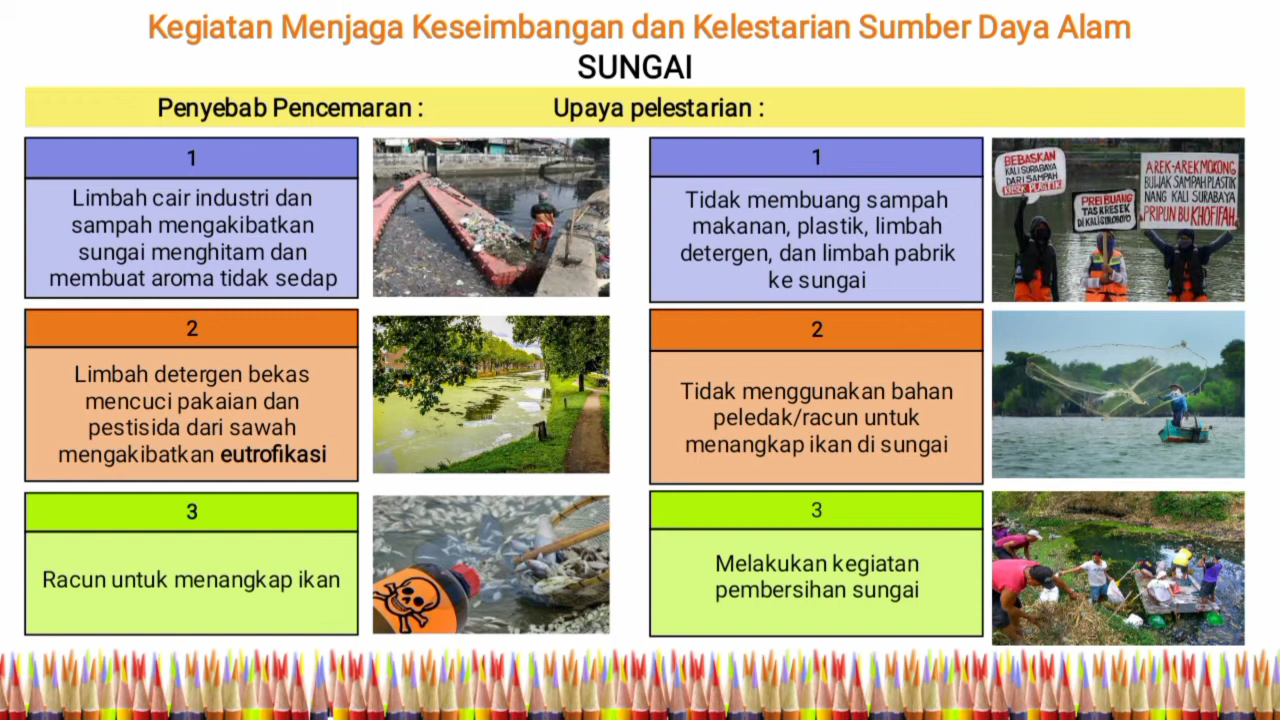 Kegiatan Menjaga Keseimbangan dan Kelestarian Sumber Daya Alam
SUNGAI
Penyebab Pencemaran :
Upaya pelestarian :
1
Limbah cair industri dan
sampah mengakibatkan
sungai menghitam dan
membuat aroma tidak sedap
2
Limbah detergen bekas
mencuci pakaian dan
pestisida dari sawah
mengakibatkan eutrofikasi
3
Racun untuk menangkap ikan
1
Tidak membuang sampah
makanan, plastik, limbah
detergen, dan limbah pabrik
ke sungai
BEBASKAN
KALI SURABAYA
DARI SAMPAH
PLASTIK
PREI BUANG
TAS KRESEK
AREK-AREK MOKONG
BUWAK SAMPAH PLASTIK
NANG KALI SURABAYA
PRIPUN BU KHOFIFAH
2
Tidak menggunakan bahan
peledak/racun untuk
menangkap ikan di sungai
3
Melakukan kegiatan
pembersihan sungai